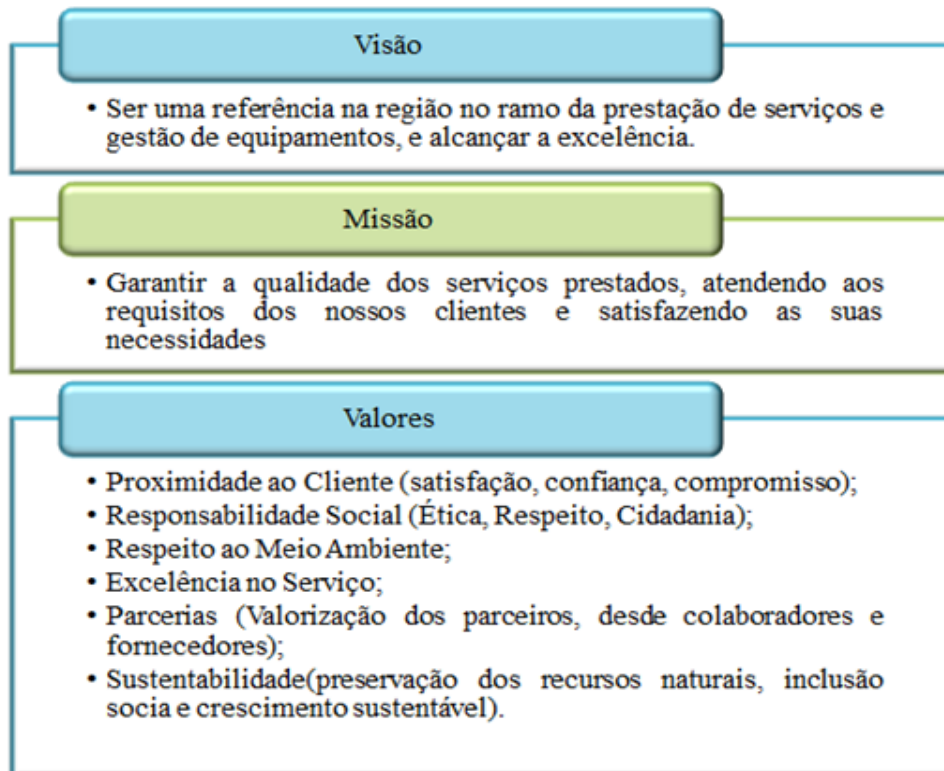 Visão
• Ser uma referência na região no ramo da prestação de serviços e
gestão de equipamentos, e alcançar a excelência.
Missão
• Garantir a qualidade dos serviços prestados, atendendo aos
requisitos dos nossos clientes e satisfazendo as suas
necessidades
Valores
• Proximidade ao Cliente (satisfação, confiança, compromisso);
• Responsabilidade Social (Ética, Respeito, Cidadania);
• Respeito ao Meio Ambiente;
• Excelência no Serviço;
• Parcerias (Valorização dos parceiros, desde colaboradores e
fornecedores);
• Sustentabilidade(preservação dos recursos naturais, inclusão
socia e crescimento sustentável).